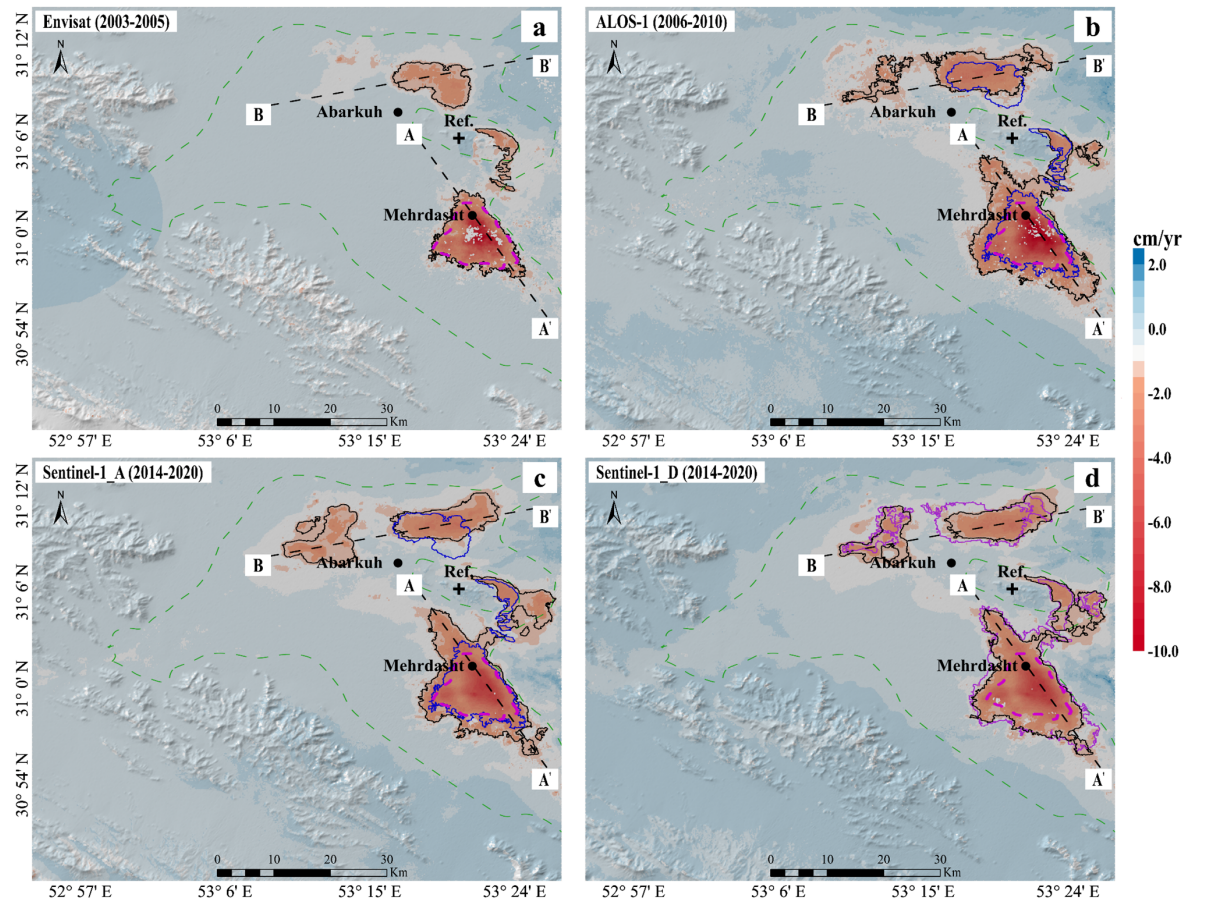 Envisat (2003-2005)
a
N
B'
B
Abarkuh
A
Ref.
Mehrdasht
A'
0 10 20 30
Km
31° 12' N
31° 6' N
31° 0' N
30° 54' N
52° 57' E
53° 6' E
53° 15' E
53° 24' E
ALOS-1 (2006-2010)
b
N
B'
B
Abarkuh
A
Ref.
Mehrdasht
A'
0 10 20 30
Km
52° 57' E
53° 6' E
53° 15' E
53° 24' E
cm/yr
2.0
0.0
-2.0
-4.0
-6.0
-8.0
-10.0
Sentinel-1_A (2014-2020)
c
N
B'
B
Abarkuh
A
Ref.
Mehrdasht
A'
0 10 20 30
Km
31° 12' N
31° 6' N
31° 0' N
30° 54' N
52° 57' E
53° 6' E
53° 15' E
53° 24' E
Sentinel-1_D (2014-2020)
d
N
B'
B
Abarkuh
A
Ref.
Mehrdasht
A'
0 10 20 30
Km
52° 57' E
53° 6' E
53° 15' E
53° 24' E